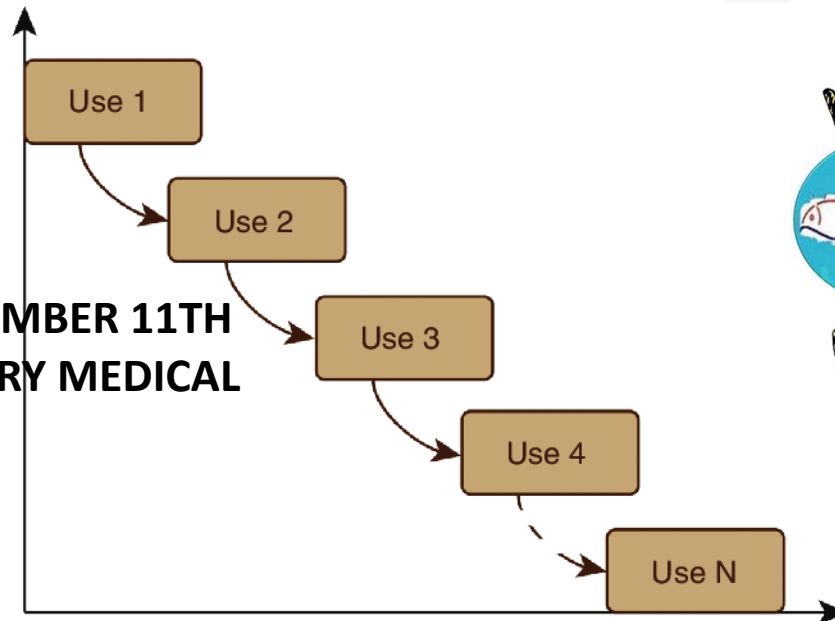 Use 1
Use 2
MBER 11TH
Use 3
RY MEDICAL
Use 4
Use N